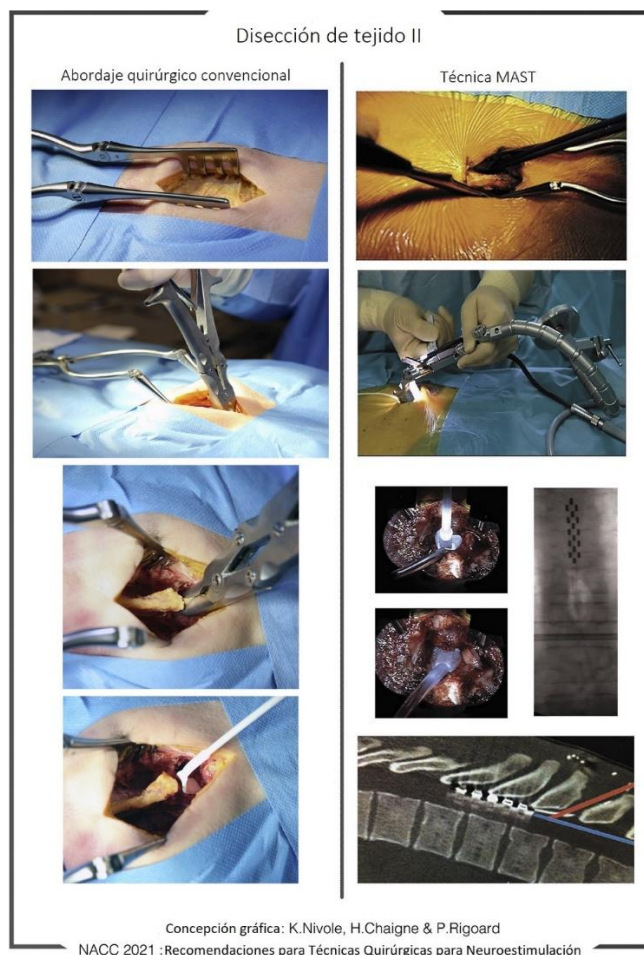 Disección de tejido II
Abordaje quirúrgico convencional
Técnica MAST
Concepción gráfica: K.Nivole, H.Chaigne & P.Rigoard
NACC 2021 :Recomendaciones para Técnicas Quirúrgicas para Neuroestimulación